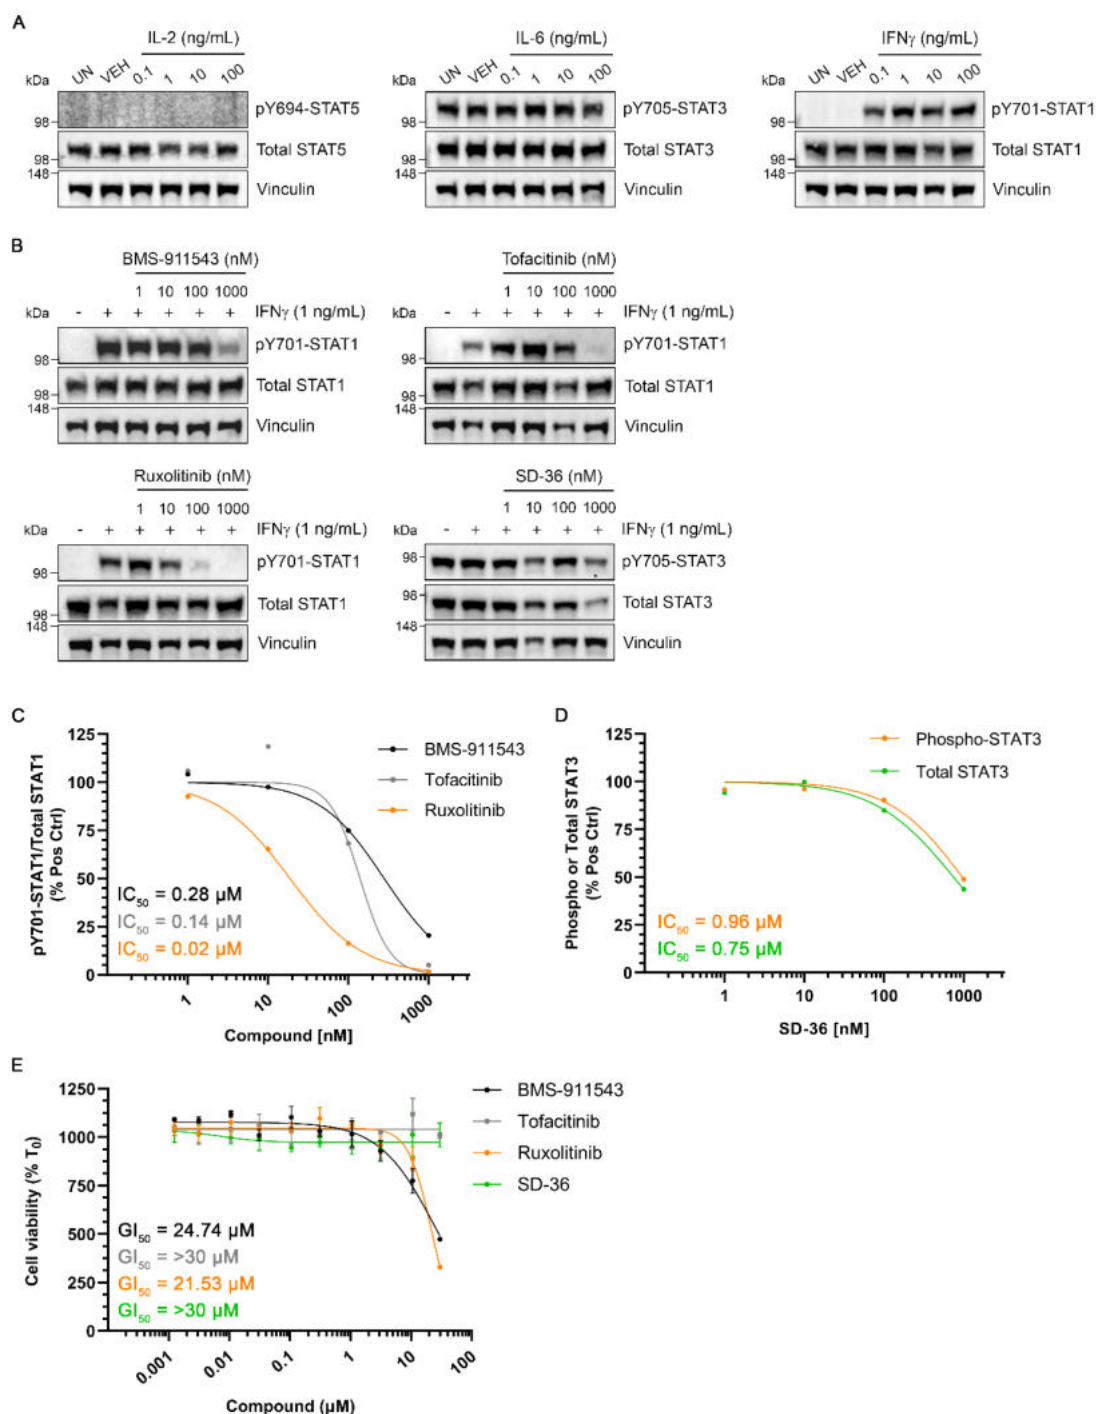 A
IL-2 (ng/mL)
kDa UN VEH 0.1 1 10 100
98 pY694-STAT5
98 Total STAT5
148 Vinculin
IL-6 (ng/mL)
kDa UN VEH 0.1 1 10 100
98 pY705-STAT3
98 Total STAT3
148 Vinculin
IFNγ (ng/mL)
kDa UN VEH 0.1 1 10 100
98 pY701-STAT1
98 Total STAT1
148 Vinculin
B
BMS-911543 (nM)
1 10 100 1000
kDa - + + + + + IFNγ (1 ng/mL)
98 pY701-STAT1
98 Total STAT1
148 Vinculin
Tofacitinib (nM)
1 10 100 1000
kDa - + + + + + IFNγ (1 ng/mL)
98 pY701-STAT1
98 Total STAT1
148 Vinculin
Ruxolitinib (nM)
1 10 100 1000
kDa - + + + + + IFNγ (1 ng/mL)
98 pY701-STAT1
98 Total STAT1
148 Vinculin
SD-36 (nM)
1 10 100 1000
kDa - + + + + + IFNγ (1 ng/mL)
98 pY705-STAT3
98 Total STAT3
148 Vinculin
C
pY701-STAT1/Total STAT1
(% Pos Ctrl)
125
100
75
50
25
0
BMS-911543
Tofacitinib
Ruxolitinib
IC50 = 0.28 µM
IC50 = 0.14 µM
IC50 = 0.02 µM
1 10 100 1000
Compound [nM]
D
Phospho or Total STAT3
(% Pos Ctrl)
125
100
75
50
25
0
Phospho-STAT3
Total STAT3
IC50 = 0.96 µM
IC50 = 0.75 µM
1 10 100 1000
SD-36 [nM]
E
Cell viability (% T0)
1250
1000
750
500
250
0
BMS-911543
Tofacitinib
Ruxolitinib
SD-36
GI50 = 24.74 µM
GI50 = >30 µM
GI50 = 21.53 µM
GI50 = >30 µM
0.001 0.01 0.1 1 10 100
Compound (µM)